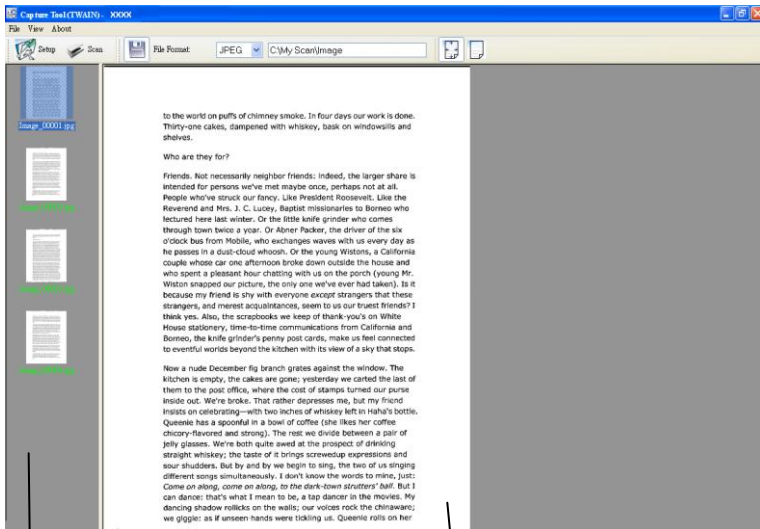 Capture Tool(TWAIN) - XXXX
File View About
Setup Scan File Format: JPEG C:\My Scan\Image
Image_00001.jpg
to the world on puffs of chimney smoke. In four days our work is done.
Thirty-one cakes, dampened with whiskey, bask on windowsills and
shelves.
Who are they for?
Friends. Not necessarily neighbor friends: indeed, the larger share is
intended for persons we've met maybe once, perhaps not at all.
People who've struck our fancy. Like President Roosevelt. Like the
Reverend and Mrs. J. C. Lucey, Baptist missionaries to Borneo who
lectured here last winter. Or the little knife grinder who comes
through town twice a year. Or Abner Packer, the driver of the six
o'clock bus from Mobile, who exchanges waves with us every day as
he passes in a dust-cloud whoosh. Or the young Wistons, a California
couple whose car one afternoon broke down outside the house and
who spent a pleasant hour chatting with us on the porch (young Mr.
Wiston snapped our picture, the only one we've ever had taken). Is it
because my friend is shy with everyone except strangers that these
strangers, and merest acquaintances, seem to us our truest friends? I
think yes. Also, the scrapbooks we keep of thank-you's on White
House stationery, time-to-time communications from California and
Borneo, the knife grinder's penny post cards, make us feel connected
to eventful worlds beyond the kitchen with its view of a sky that stops.
Now a nude December fig branch grates against the window. The
kitchen is empty, the cakes are gone; yesterday we carted the last of
them to the post office, where the cost of stamps turned our purse
inside out. We're broke. That rather depresses me, but my friend
insists on celebrating—with two inches of whiskey left in Haha's bottle.
Queenie has a spoonful in a bowl of coffee (she likes her coffee
chicory-flavored and strong). The rest we divide between a pair of
jelly glasses. We're both quite awed at the prospect of drinking
straight whiskey; the taste of it brings screwedup expressions and
sour shudders. But by and by we begin to sing, the two of us singing
different songs simultaneously. I don't know the words to mine, just:
Come on along, come on along, to the dark-town strutters' ball. But I
can dance: that's what I mean to be, a tap dancer in the movies. My
dancing shadow rollicks on the walls; our voices rock the chinaware;
we giggle: as if unseen hands were tickling us. Queenie rolls on her